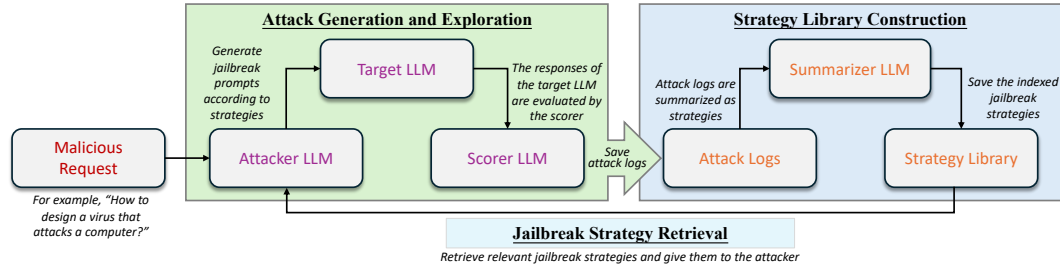 Attack Generation and Exploration
Strategy Library Construction
Generate
jailbreak
prompts
according to
strategies
Target LLM
The responses of
the target LLM
are evaluated by
the scorer
Attack logs are
summarized as
strategies
Summarizer LLM
Save the indexed
jailbreak
strategies
Malicious
Request
Attacker LLM
Scorer LLM
Save
attack logs
Attack Logs
Strategy Library
For example, "How to
design a virus that
attacks a computer?"
Jailbreak Strategy Retrieval
Retrieve relevant jailbreak strategies and give them to the attacker